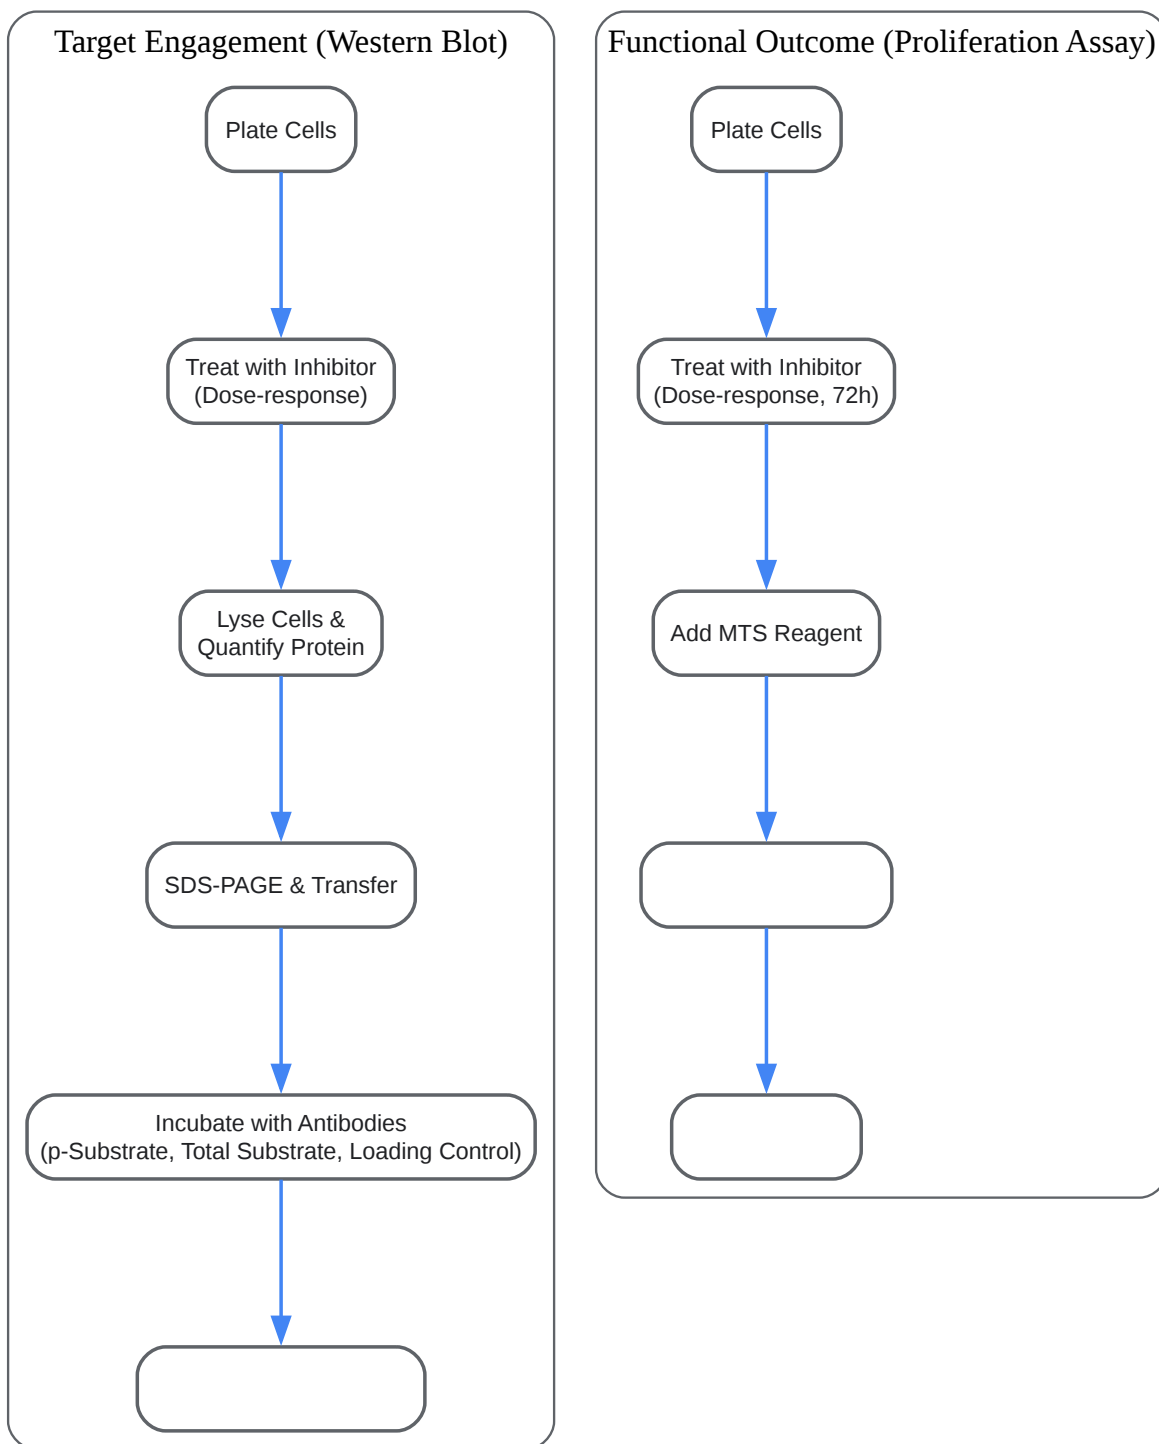 Target Engagement (Western Blot)
Plate Cells
Treat with Inhibitor
(Dose-response)
Lyse Cells &
Quantify Protein
SDS-PAGE & Transfer
Incubate with Antibodies
(p-Substrate, Total Substrate, Loading Control)
Functional Outcome (Proliferation Assay)
Plate Cells
Treat with Inhibitor
(Dose-response, 72h)
Add MTS Reagent